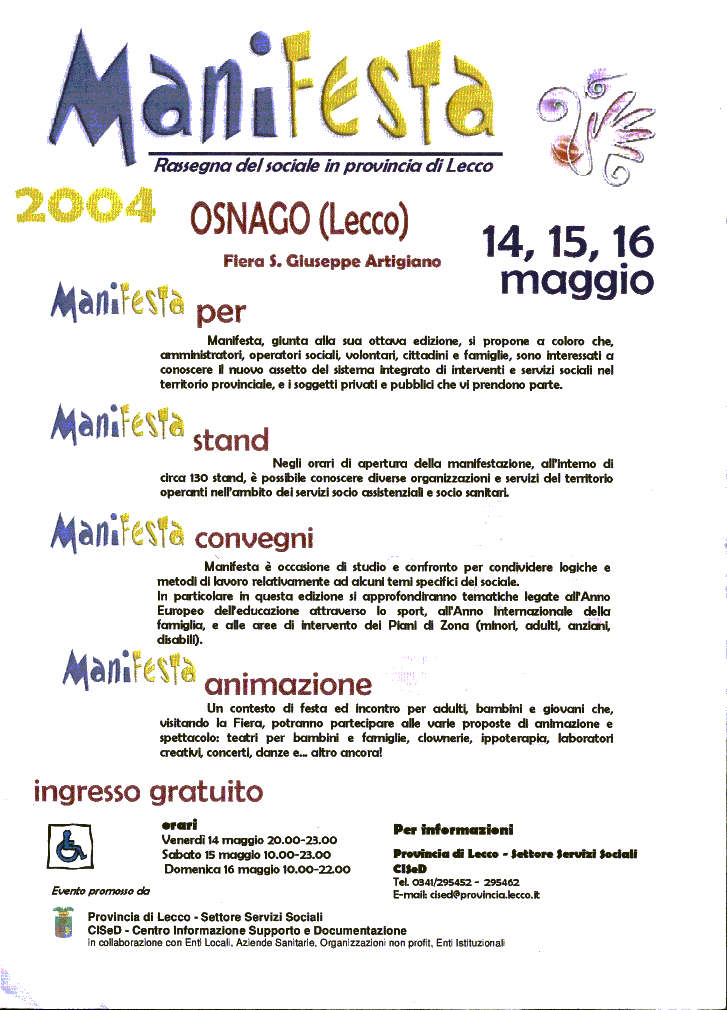 ManiFesta
Rassegna del sociale in provincia di Lecco
2004
OSNAGO (Lecco)
Fiera S. Giuseppe Artigiano
14, 15, 16
maggio
ManiFesta per
Manifesta, giunta alla sua ottava edizione, si propone a coloro che,
amministratori, operatori sociali, volontari, cittadini e famiglie, sono interessati a
conoscere il nuovo assetto del sistema integrato di interventi e servizi sociali nel
territorio provinciale, e i soggetti privati e pubblici che vi prendono parte.
ManiFesta stand
Negli orari di apertura della manifestazione, all'interno di
circa 130 stand, è possibile conoscere diverse organizzazioni e servizi del territorio
operanti nell'ambito dei servizi socio assistenziali e socio sanitari.
ManiFesta convegni
Manifesta è occasione di studio e confronto per condividere logiche e
metodi di lavoro relativamente ad alcuni temi specifici del sociale.
In particolare in questa edizione si approfondiranno tematiche legate all'Anno
Europeo dell'educazione attraverso lo sport, all'Anno Internazionale della
famiglia, e alle aree di intervento dei Piani di Zona (minori, adulti, anziani,
disabili).
ManiFesta animazione
Un contesto di festa ed incontro per adulti, bambini e giovani che,
visitando la Fiera, potranno partecipare alle varie proposte di animazione e
spettacolo: teatri per bambini e famiglie, clownerie, ippoterapia, laboratori
creativi, concerti, danze e... altro ancora!
ingresso gratuito
orari
Venerdì 14 maggio 20.00-23.00
Sabato 15 maggio 10.00-23.00
Domenica 16 maggio 10.00-22.00
Per informazioni
Provincia di Lecco - Settore Servizi Sociali
CISeD
Tel. 0341/295452 - 295462
E-mail: cised@provincia.lecco.it
Evento promosso da
Provincia di Lecco - Settore Servizi Sociali
CISeD - Centro Informazione Supporto e Documentazione
in collaborazione con Enti Locali, Aziende Sanitarie, Organizzazioni non profit, Enti Istituzionali